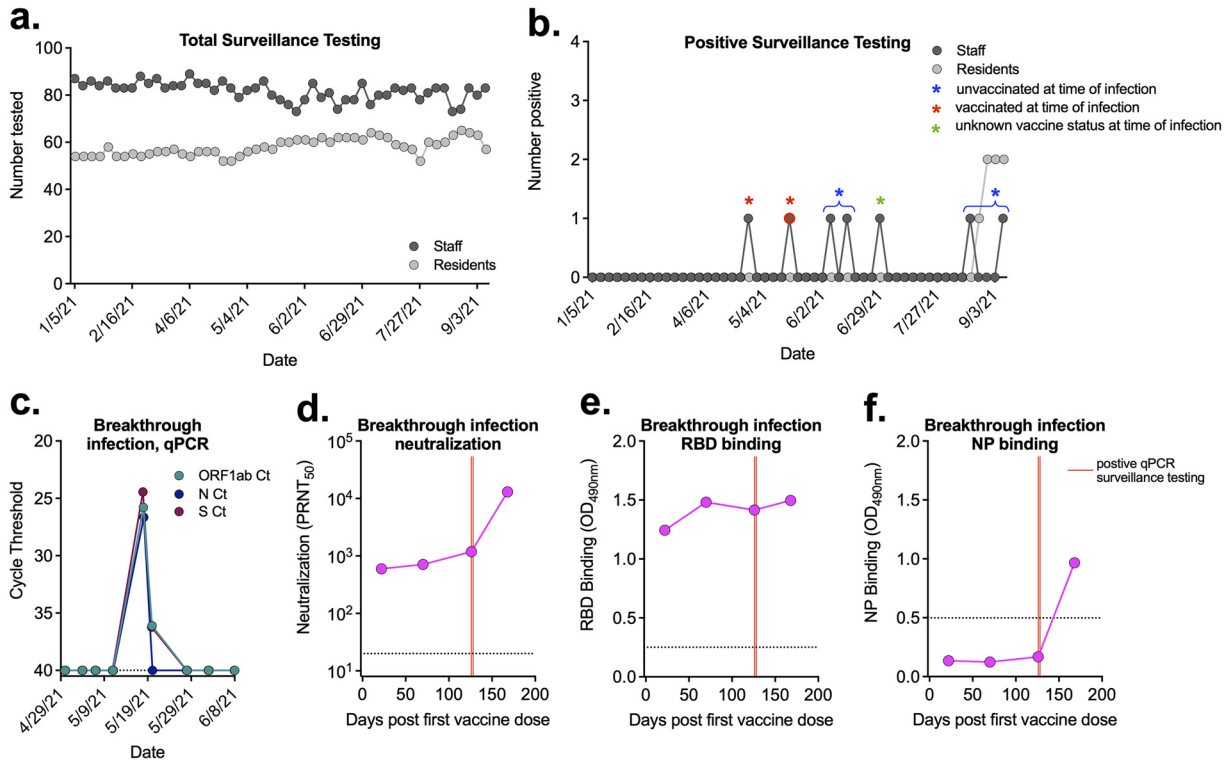 a.
Total Surveillance Testing
Number tested
100
80
60
40
20
0
Staff
Residents
1/5/21
2/16/21
4/6/21
5/4/21
6/2/21
6/29/21
7/27/21
9/3/21
Date
b.
Positive Surveillance Testing
Number positive
4
3
2
1
0
Staff
Residents
* unvaccinated at time of infection
* vaccinated at time of infection
* unknown vaccine status at time of infection
* * * * *
1/5/21
2/16/21
4/6/21
5/4/21
6/2/21
6/29/21
7/27/21
9/3/21
Date
c.
Breakthrough
infection, qPCR
Cycle Threshold
20
25
30
35
40
ORF1ab Ct
N Ct
S Ct
4/29/21
5/9/21
5/19/21
5/29/21
6/8/21
Date
d.
Breakthrough infection
neutralization
Neutralization (PRNT50)
10^5
10^4
10^3
10^2
10^1
0 50 100 150 200
Days post first vaccine dose
e.
Breakthrough infection
RBD binding
RBD Binding (OD490nm)
2.0
1.5
1.0
0.5
0.0
0 50 100 150 200
Days post first vaccine dose
f.
Breakthrough infection
NP binding
NP Binding (OD490nm)
2.0
1.5
1.0
0.5
0.0
0 50 100 150 200
Days post first vaccine dose
postive qPCR
surveillance testing